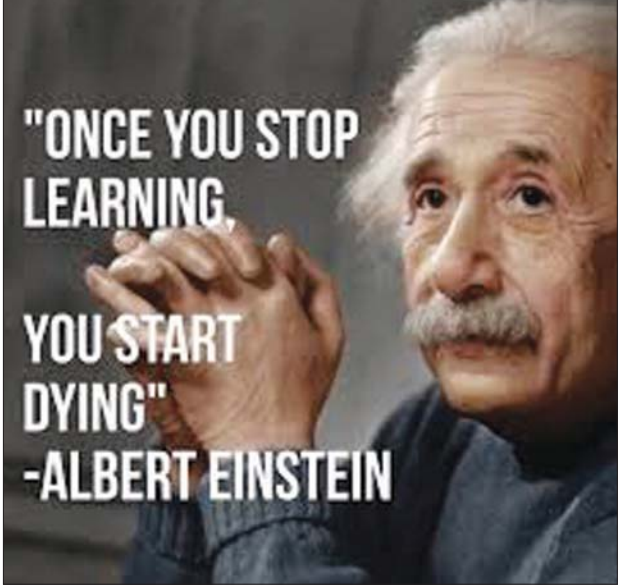 "ONCE YOU STOP
LEARNING,
YOU START
DYING"
-ALBERT EINSTEIN